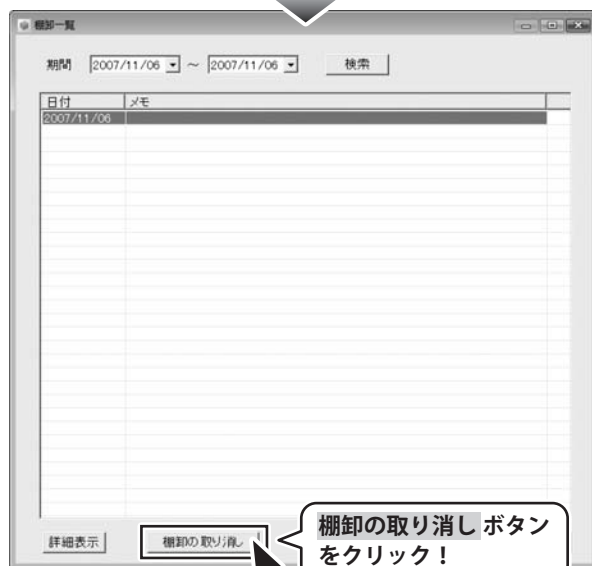 棚卸一覧
期間 2007/11/06 ～ 2007/11/06 検索
日付 メモ
2007/11/06
詳細表示 棚卸の取り消し
棚卸の取り消し ボタン
をクリック！